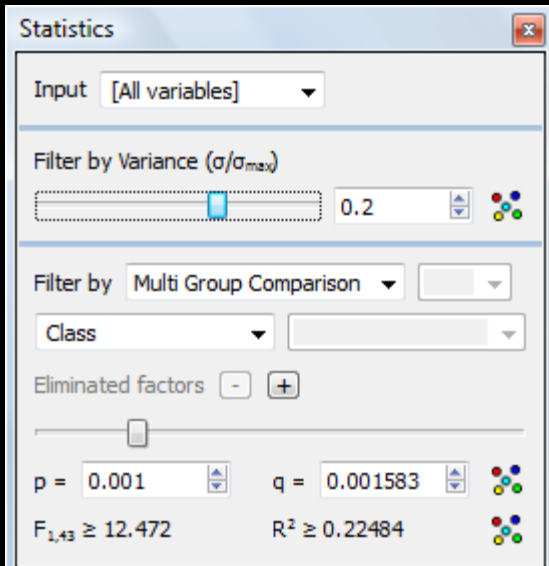 Statistics
Input [All variables]
Filter by Variance (σ/σmax)
0.2
Filter by Multi Group Comparison
Class
Eliminated factors - +
p = 0.001 q = 0.001583
F1,43 ≥ 12.472 R² ≥ 0.22484